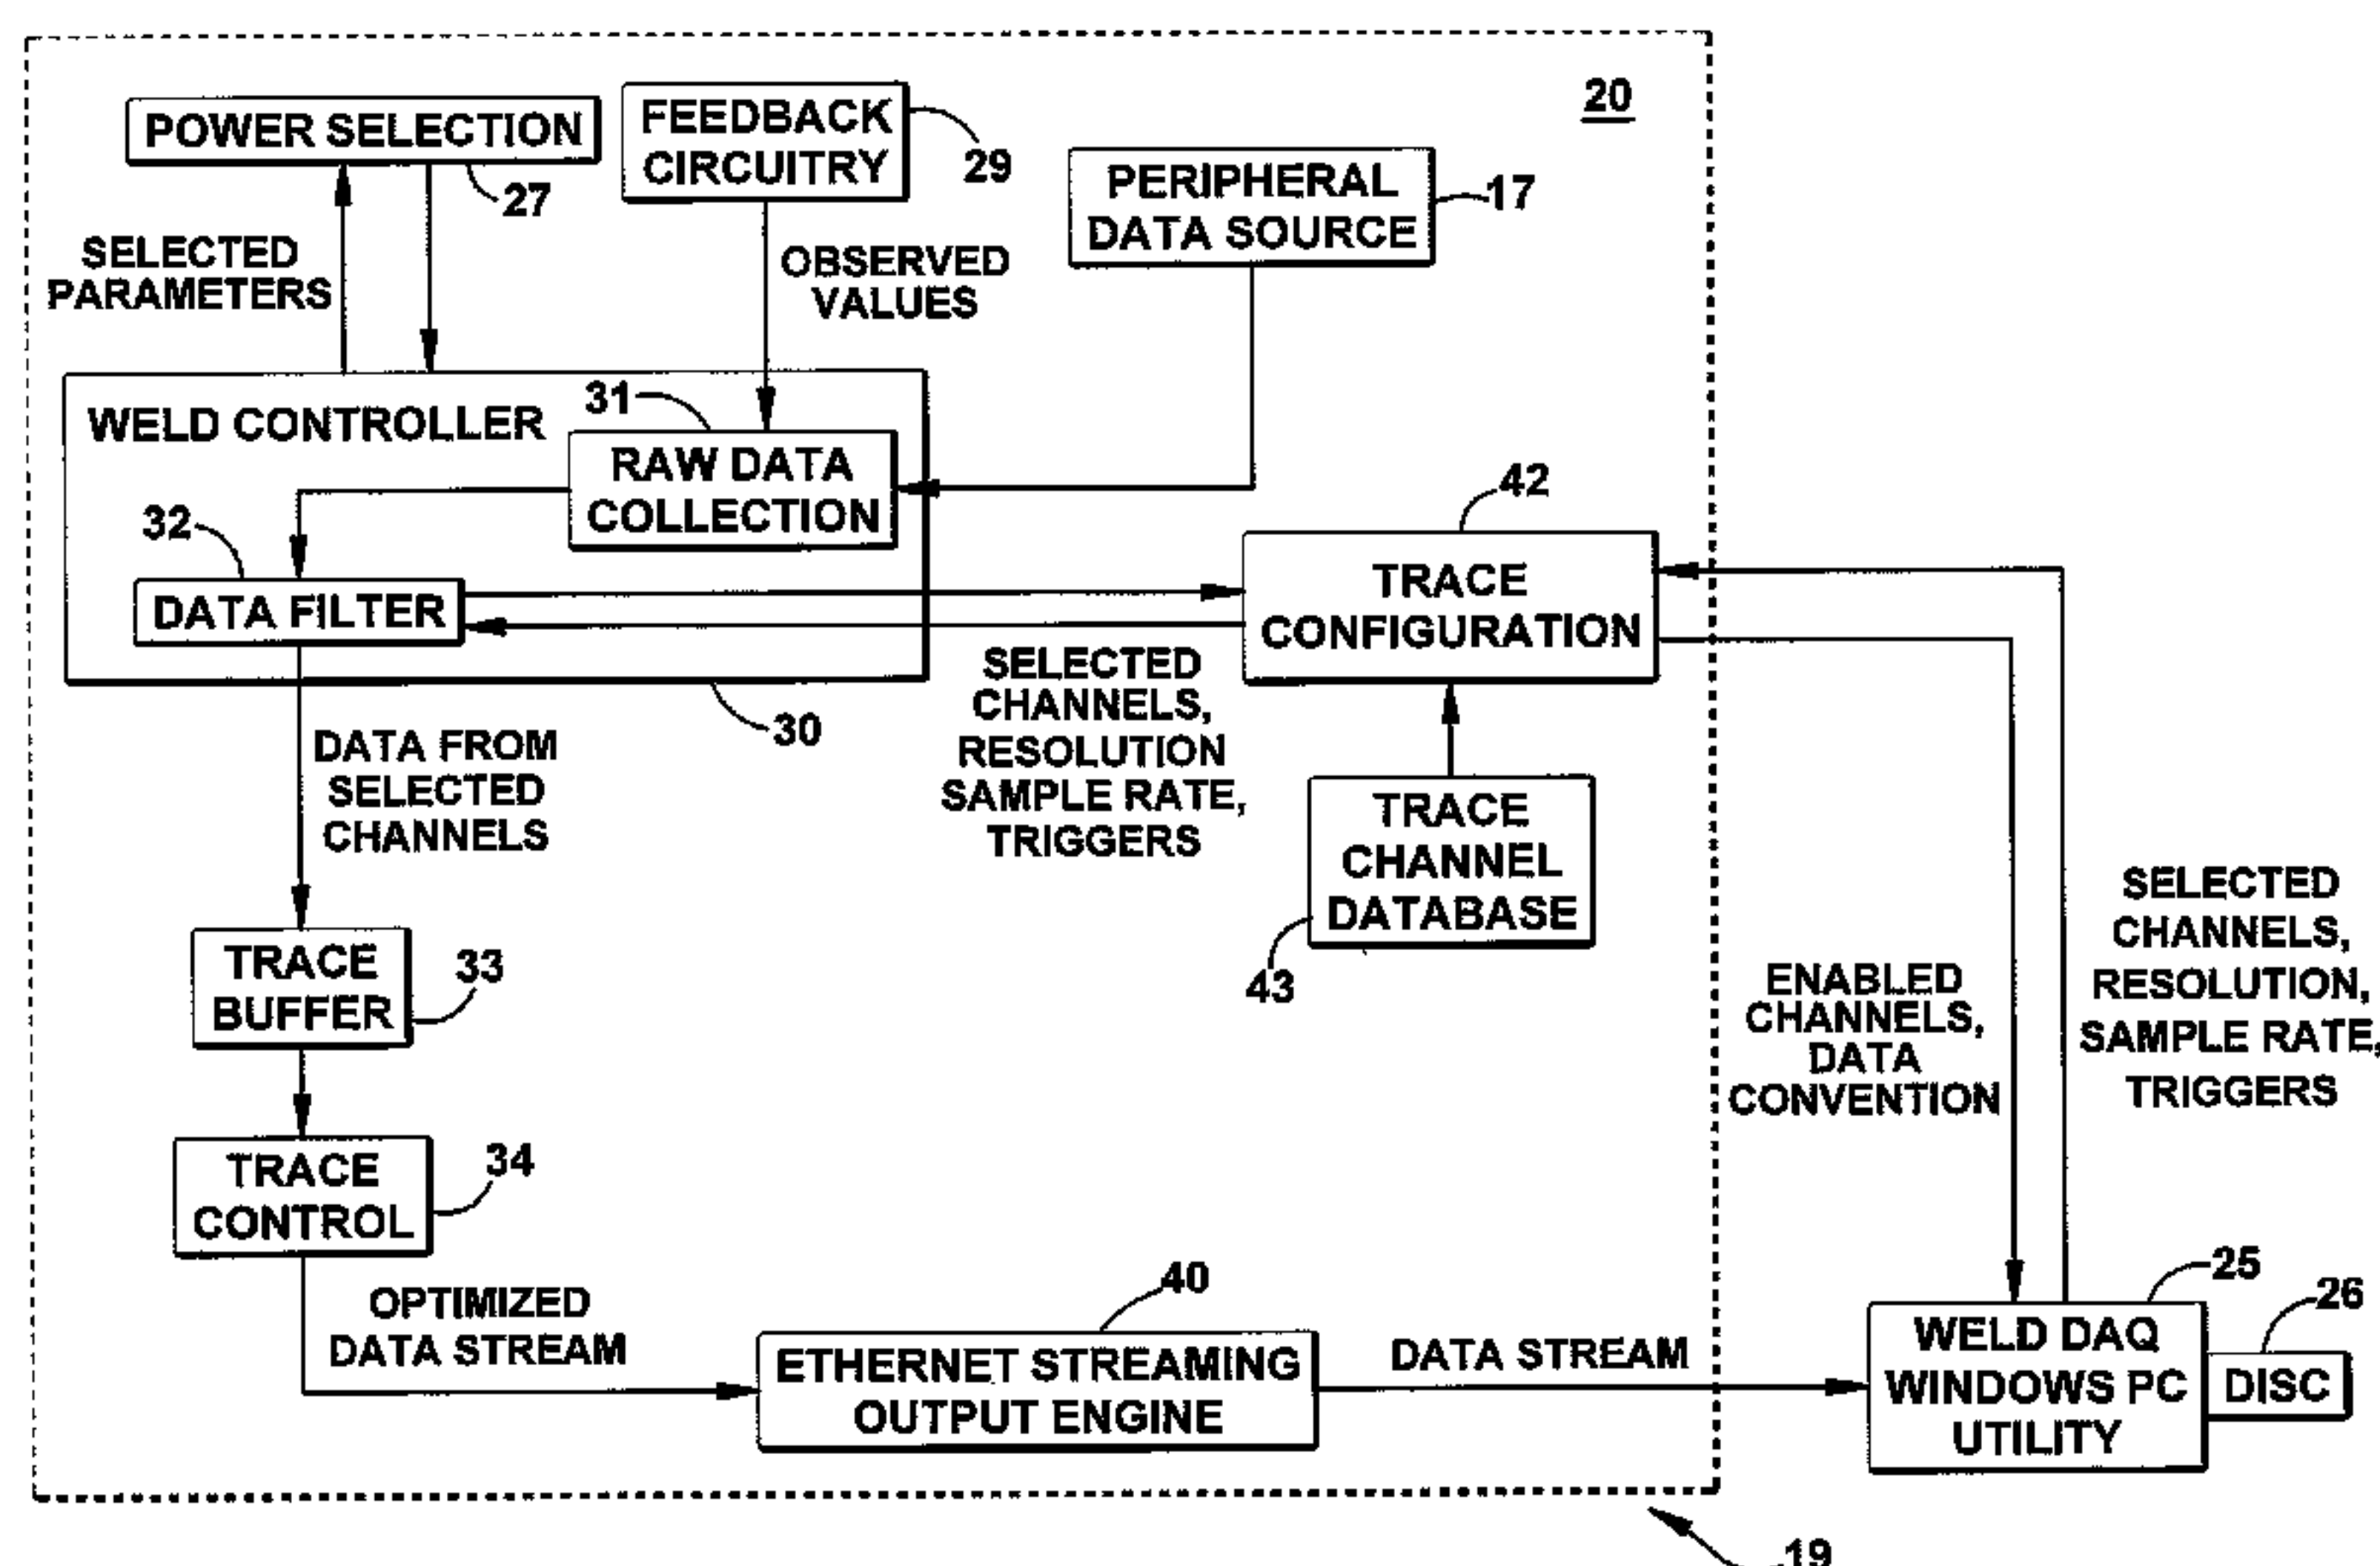 20
POWER SELECTION
27
FEEDBACK
CIRCUITRY
29
PERIPHERAL
DATA SOURCE
17
SELECTED
PARAMETERS
OBSERVED
VALUES
WELD CONTROLLER
31
RAW DATA
COLLECTION
32
DATA FILTER
30
42
TRACE
CONFIGURATION
SELECTED
CHANNELS,
RESOLUTION
SAMPLE RATE,
TRIGGERS
DATA FROM
SELECTED
CHANNELS
TRACE
CHANNEL
DATABASE
43
TRACE
BUFFER
33
ENABLED
CHANNELS,
DATA
CONVENTION
SELECTED
CHANNELS,
RESOLUTION,
SAMPLE RATE,
TRIGGERS
TRACE
CONTROL
34
OPTIMIZED
DATA STREAM
40
ETHERNET STREAMING
OUTPUT ENGINE
DATA STREAM
25
WELD DAQ
WINDOWS PC
UTILITY
26
DISC
19